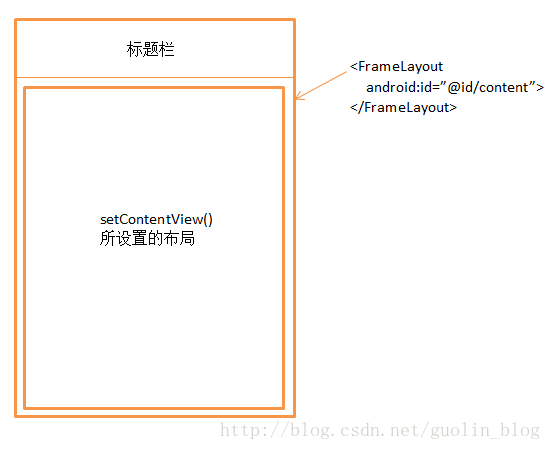 标题栏
<FrameLayout
android:id=”@id/content”>
</FrameLayout>
setContentView()
所设置的布局
http://blog.csdn.net/guolin_blog